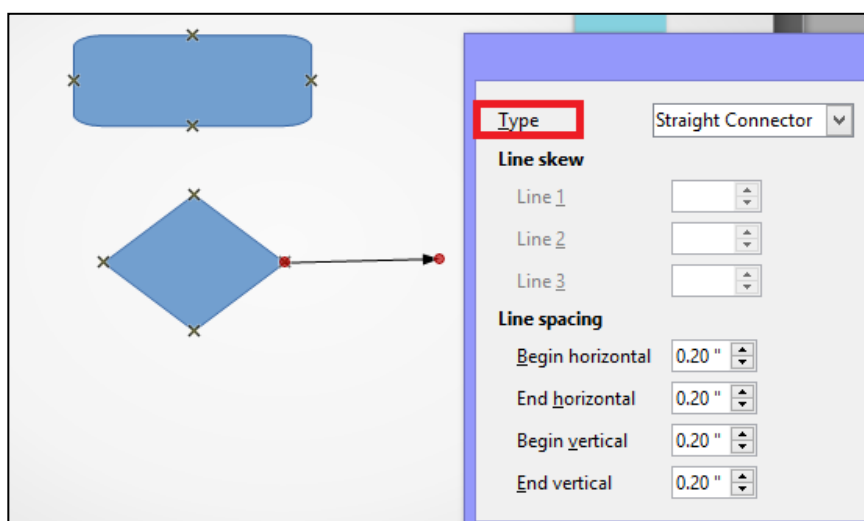 Type Straight Connector
Line skew
Line 1
Line 2
Line 3
Line spacing
Begin horizontal 0.20 "
End horizontal 0.20 "
Begin vertical 0.20 "
End vertical 0.20 "